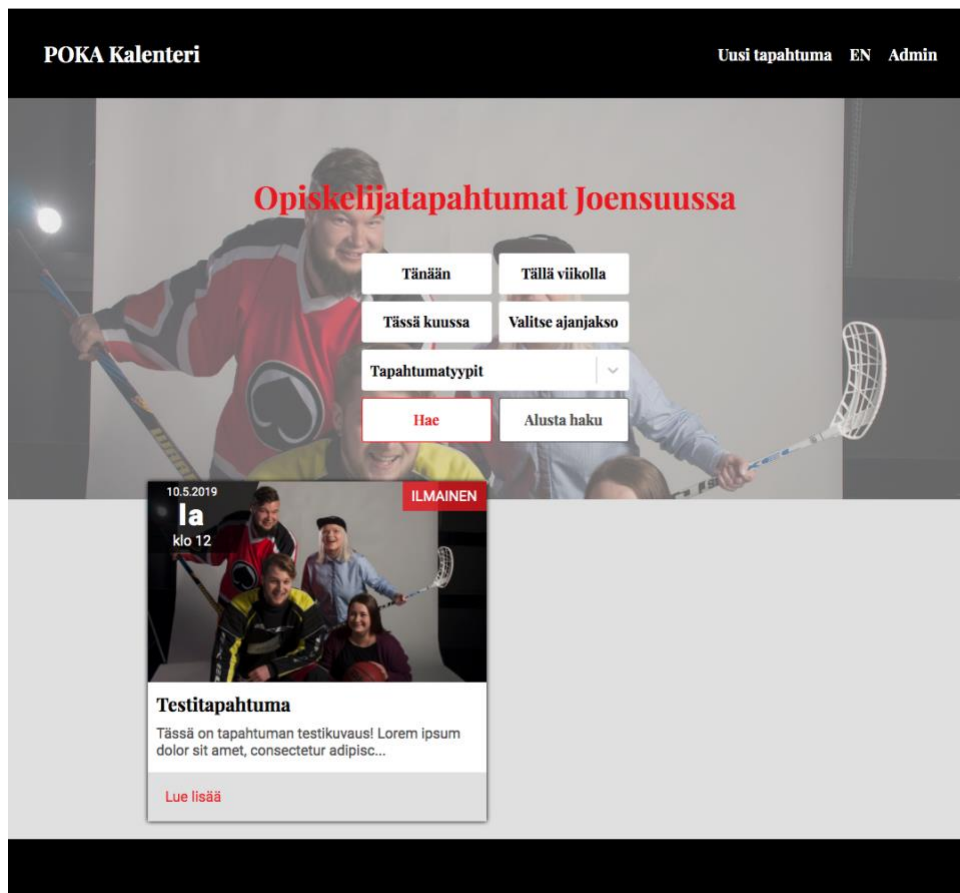 POKA Kalenteri
Uusi tapahtuma EN Admin
Opiskelijatapahtumat Joensuussa
Tänään Tällä viikolla
Tässä kuussa Valitse ajanjakso
Tapahtumatyypit
Hae Alusta haku
10.5.2019
la
klo 12
ILMAINEN
Testitapahtuma
Tässä on tapahtuman testikuvaus! Lorem ipsum
dolor sit amet, consectetur adipisc...
Lue lisää